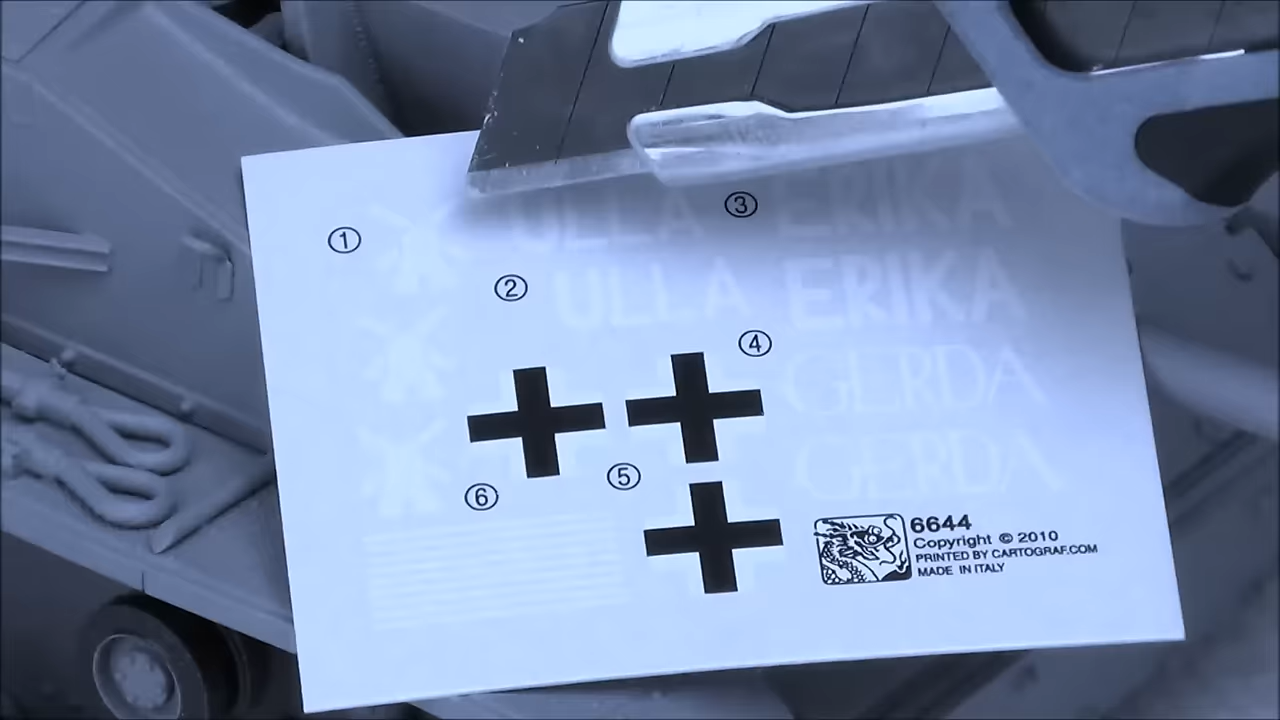 ① ULLA ③ ERIKA
② ULLA ERIKA
④ GERDA
⑥ ⑤ GERDA
6644
Copyright © 2010
PRINTED BY CARTOGRAF.COM
MADE IN ITALY